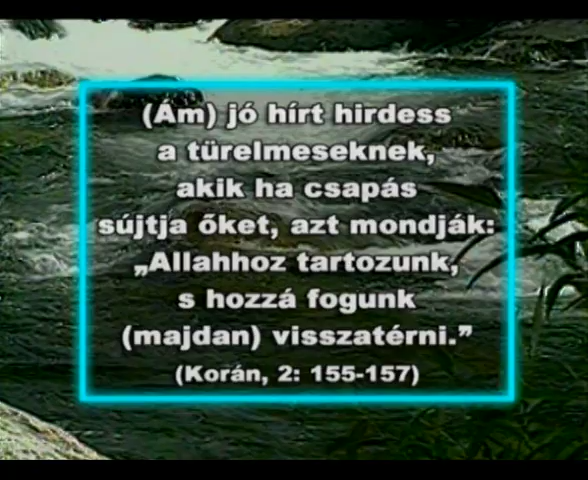 (Ám) jó hírt hirdess
a türelmeseknek,
akik ha csapás
sújtja őket, azt mondják:
„Allahhoz tartozunk,
s hozzá fogunk
(majdan) visszatérni.”
(Korán, 2: 155-157)